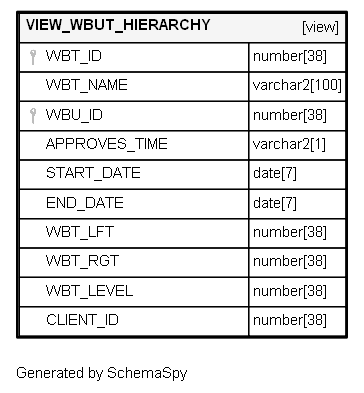 VIEW_WBUT_HIERARCHY [view]
WBT_ID number[38]
WBT_NAME varchar2[100]
WBU_ID number[38]
APPROVES_TIME varchar2[1]
START_DATE date[7]
END_DATE date[7]
WBT_LFT number[38]
WBT_RGT number[38]
WBT_LEVEL number[38]
CLIENT_ID number[38]
Generated by SchemaSpy